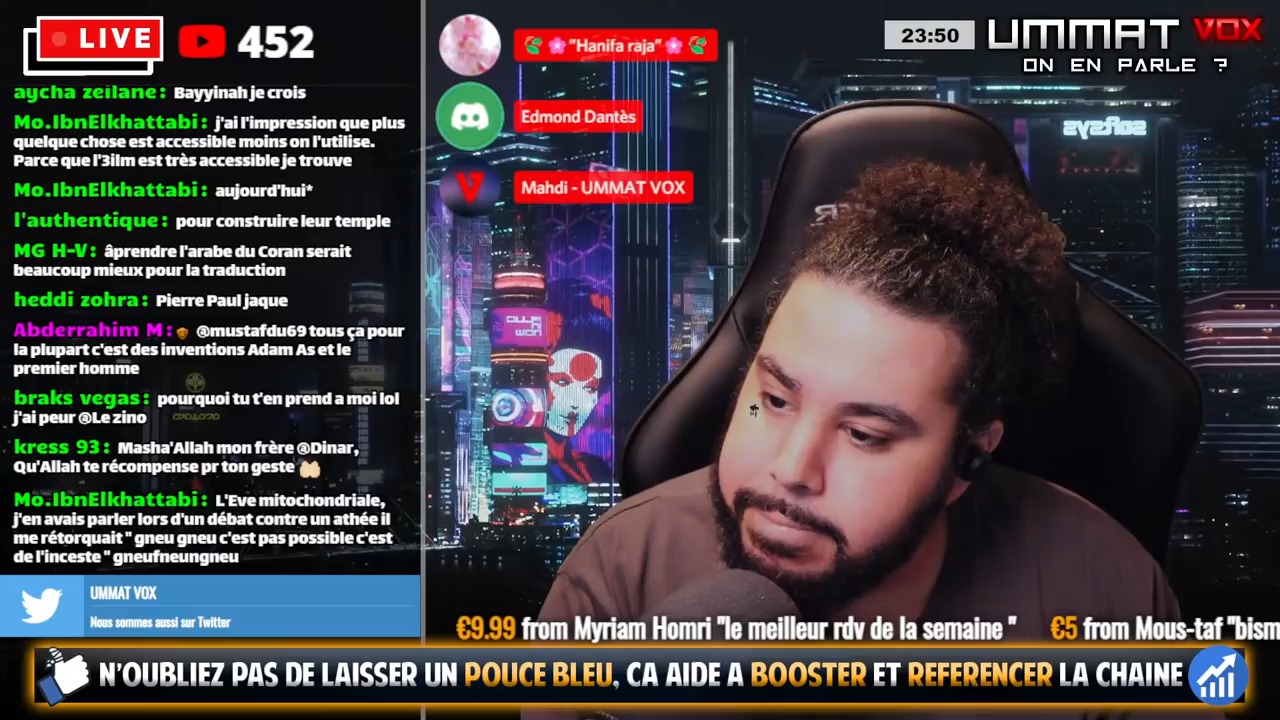 LIVE
452
aycha zeilane : Bayyinah je crois
Mo.IbnElkhattabi : j'ai l'impression que plus
quelque chose est accessible moins on l'utilise.
Parce que l'3ilm est très accessible je trouve
Mo.IbnElkhattabi : aujourd'hui*
l'authentique : pour construire leur temple
MG H-V : âprendre l'arabe du Coran serait
beaucoup mieux pour la traduction
heddi zohra : Pierre Paul jaque
Abderrahim M : @mustafdu69 tous ça pour
la plupart c'est des inventions Adam As et le
premier homme
braks vegas : pourquoi tu t'en prend a moi lol
j'ai peur @Le zino
kress 93 : Masha'Allah mon frère @Dinar,
Qu'Allah te récompense pr ton geste
Mo.IbnElkhattabi : L'Eve mitochondriale,
j'en avais parler lors d'un débat contre un athée il
me rétorquait " gneu gneu c'est pas possible c'est
de l'inceste " gneufneungneu
UMMAT VOX
Nous sommes aussi sur Twitter
"Hanifa raja"
Edmond Dantès
Mahdi - UMMAT VOX
23:50
UMMAT VOX
ON EN PARLE ?
€9.99 from Myriam Homri "le meilleur rdv de la semaine " €5 from Mous-taf "bism
N'OUBLIEZ PAS DE LAISSER UN POUCE BLEU, CA AIDE A BOOSTER ET REFERENCER LA CHAINE